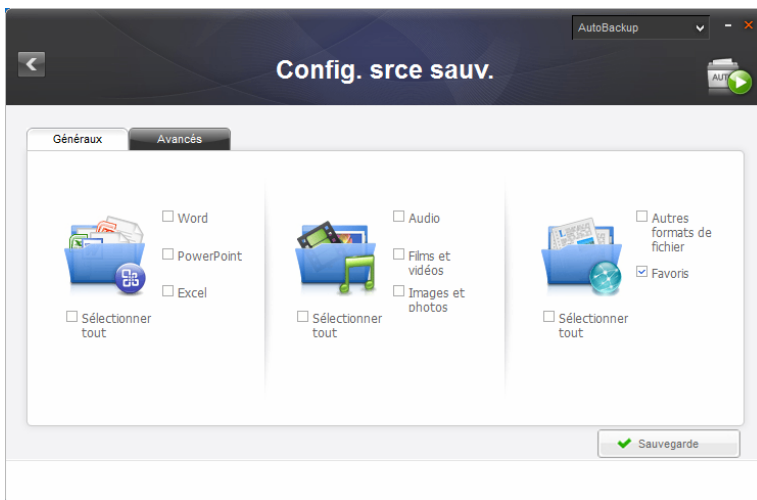 AutoBackup
Config. srce sauv.
Généraux
Avancés
Word
PowerPoint
Excel
Sélectionner
tout
Audio
Films et
vidéos
Images et
photos
Sélectionner
tout
Autres
formats de
fichier
Favoris
Sélectionner
tout
Sauvegarde